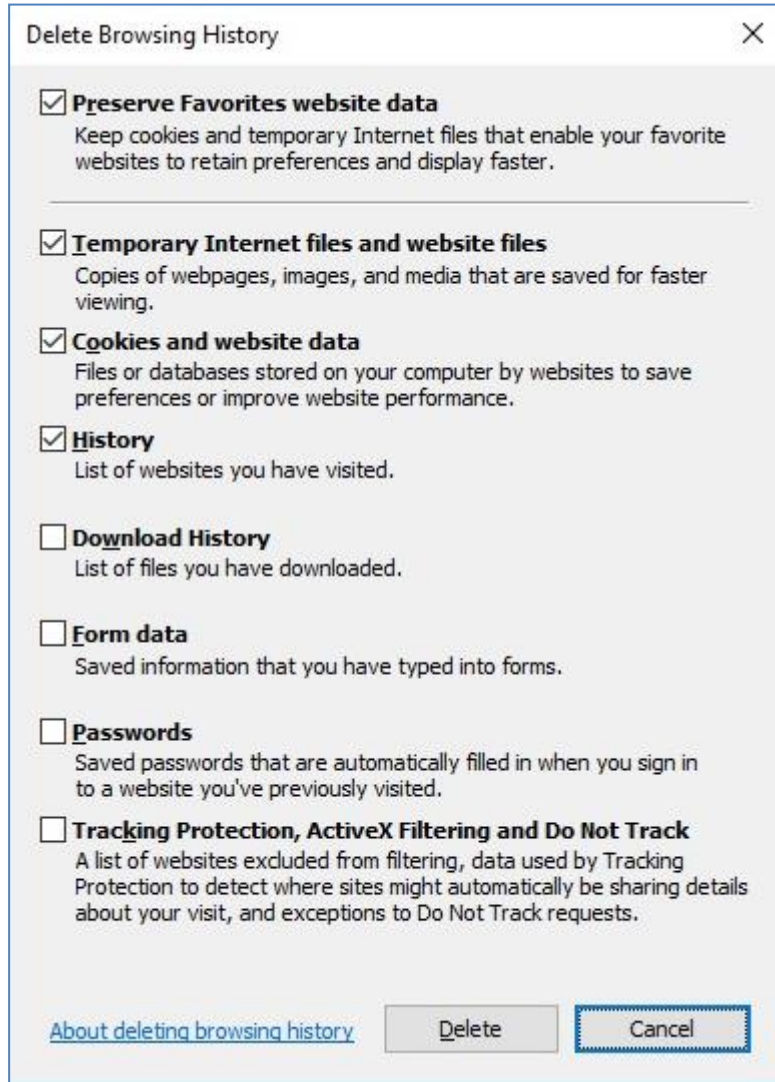 Delete Browsing History
Preserve Favorites website data
Keep cookies and temporary Internet files that enable your favorite
websites to retain preferences and display faster.
Temporary Internet files and website files
Copies of webpages, images, and media that are saved for faster
viewing.
Cookies and website data
Files or databases stored on your computer by websites to save
preferences or improve website performance.
History
List of websites you have visited.
Download History
List of files you have downloaded.
Form data
Saved information that you have typed into forms.
Passwords
Saved passwords that are automatically filled in when you sign in
to a website you've previously visited.
Tracking Protection, ActiveX Filtering and Do Not Track
A list of websites excluded from filtering, data used by Tracking
Protection to detect where sites might automatically be sharing details
about your visit, and exceptions to Do Not Track requests.
About deleting browsing history Delete Cancel